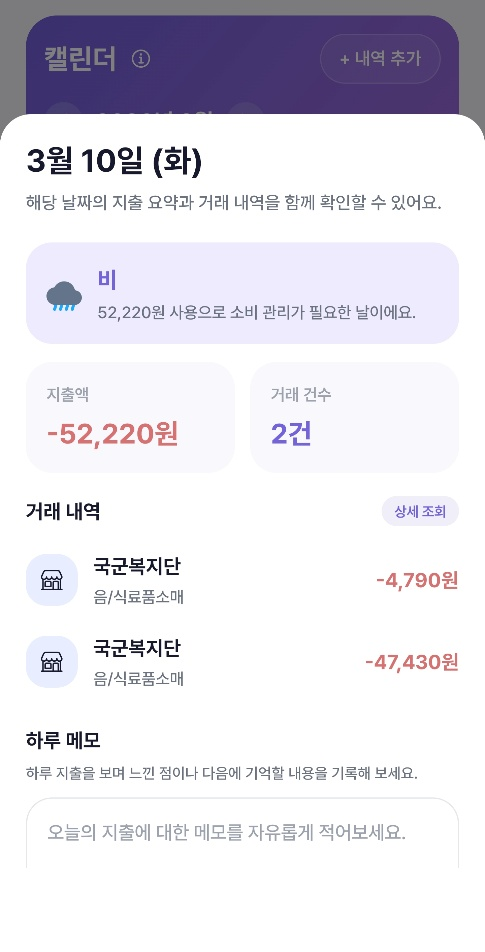 캘린더
+ 내역 추가
3월 10일 (화)
해당 날짜의 지출 요약과 거래 내역을 함께 확인할 수 있어요.
비
52,220원 사용으로 소비 관리가 필요한 날이에요.
지출액
거래 건수
-52,220원
2건
거래 내역
상세 조회
국군복지단
-4,790원
음/식료품소매
국군복지단
-47,430원
음/식료품소매
하루 메모
하루 지출을 보며 느낀 점이나 다음에 기억할 내용을 기록해 보세요.
오늘의 지출에 대한 메모를 자유롭게 적어보세요.